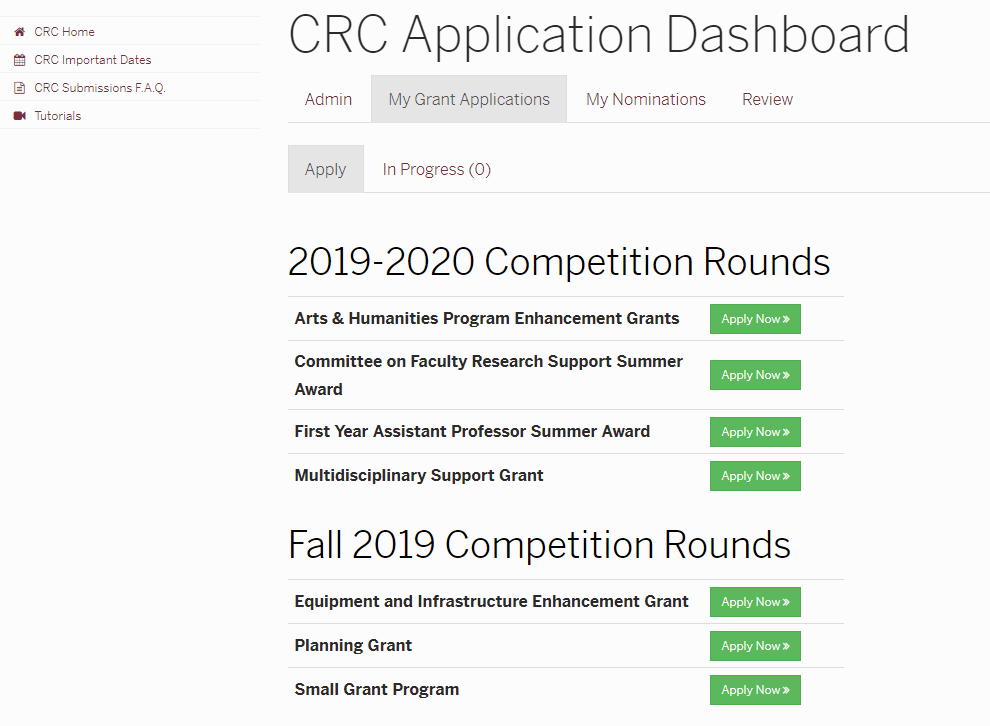 CRC Home
CRC Important Dates
CRC Submissions F.A.Q.
Tutorials
CRC Application Dashboard
Admin My Grant Applications My Nominations Review
Apply In Progress (0)
2019-2020 Competition Rounds
Arts & Humanities Program Enhancement Grants Apply Now »
Committee on Faculty Research Support Summer
Award Apply Now »
First Year Assistant Professor Summer Award Apply Now »
Multidisciplinary Support Grant Apply Now »
Fall 2019 Competition Rounds
Equipment and Infrastructure Enhancement Grant Apply Now »
Planning Grant Apply Now »
Small Grant Program Apply Now »